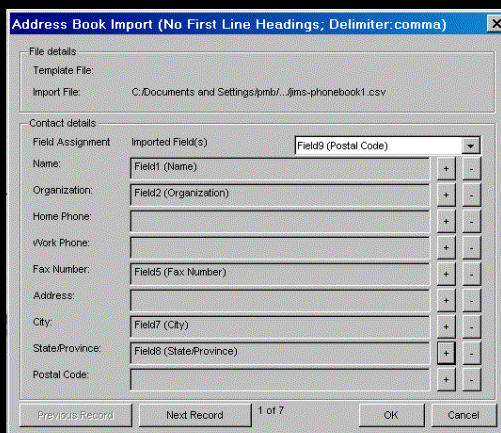 Address Book Import (No First Line Headings; Delimiter:comma)
File details
Template File:
Import File: C:/Documents and Settings/pmb/.../jims-phonebook1.csv
Contact details
Field Assignment Imported Field(s) Field9 (Postal Code)
Name: Field1 (Name) + -
Organization: Field2 (Organization) + -
Home Phone: + -
Work Phone: + -
Fax Number: Field5 (Fax Number) + -
Address: + -
City: Field7 (City) + -
State/Province: Field8 (State/Province) + -
Postal Code: + -
Previous Record Next Record 1 of 7 OK Cancel